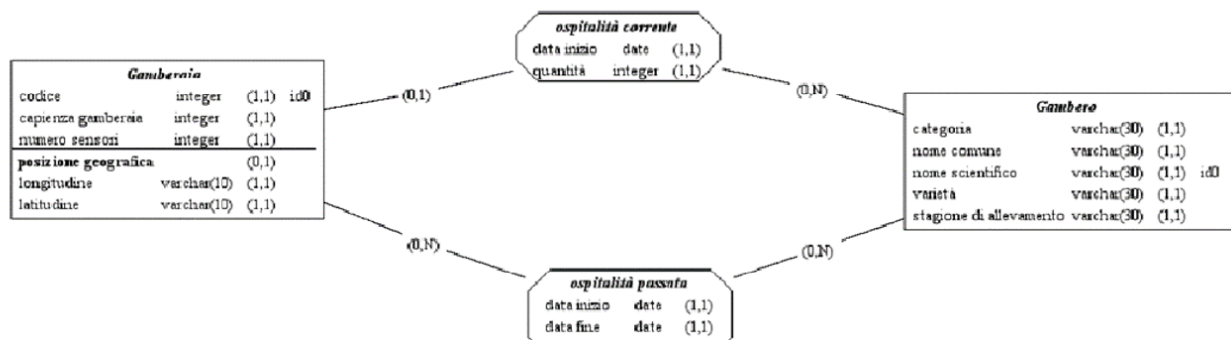 ospitalità corrente
data inizio date (1,1)
quantità integer (1,1)
(0,1)
(0,N)
Gamberaia
codice integer (1,1) id0
capienza gamberaia integer (1,1)
numero sensori integer (1,1)
posizione geografica (0,1)
longitudine varchar(10) (1,1)
latitudine varchar(10) (1,1)
Gambero
categoria varchar(30) (1,1)
nome comune varchar(30) (1,1)
nome scientifico varchar(30) (1,1) id0
varietà varchar(30) (1,1)
stagione di allevamento varchar(30) (1,1)
(0,N)
(0,N)
ospitalità passata
data inizio date (1,1)
data fine date (1,1)